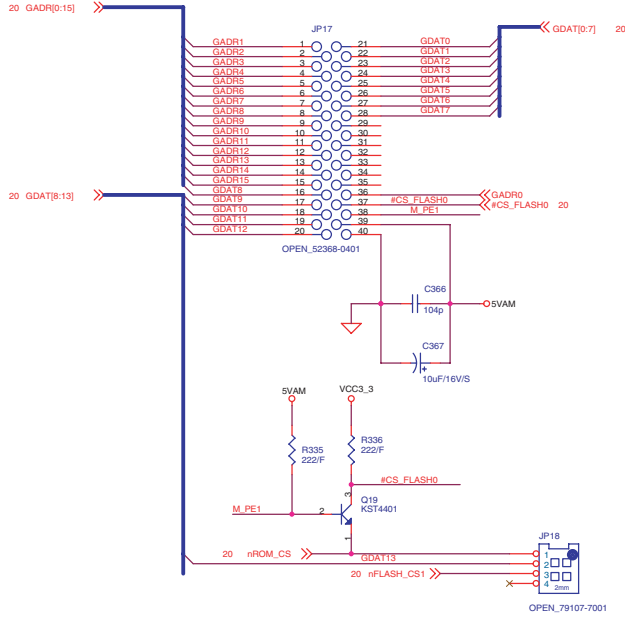 20 GADR[0:15]
GDAT[0:7] 20
JP17
GADR1 1 21 GDAT0
GADR2 2 22 GDAT1
GADR3 3 23 GDAT2
GADR4 4 24 GDAT3
GADR5 5 25 GDAT4
GADR6 6 26 GDAT5
GADR7 7 27 GDAT6
GADR8 8 28 GDAT7
GADR9 9 29
GADR10 10 30
GADR11 11 31
GADR12 12 32
GADR13 13 33
GADR14 14 34
GADR15 15 35
GDAT8 16 36 GADR0
GDAT9 17 37 #CS_FLASH0 #CS_FLASH0 20
GDAT10 18 38 M_PE1
GDAT11 19 39
GDAT12 20 40
20 GDAT[8:13]
OPEN_52368-0401
C366
104p
5VAM
C367
+
10uF/16V/S
5VAM
VCC3_3
R335
222/F
R336
222/F
#CS_FLASH0
3
Q19
KST4401
M_PE1
2
1
JP18
20 nROM_CS
1
GDAT13
2
20 nFLASH_CS1
3
4
2mm
OPEN_79107-7001